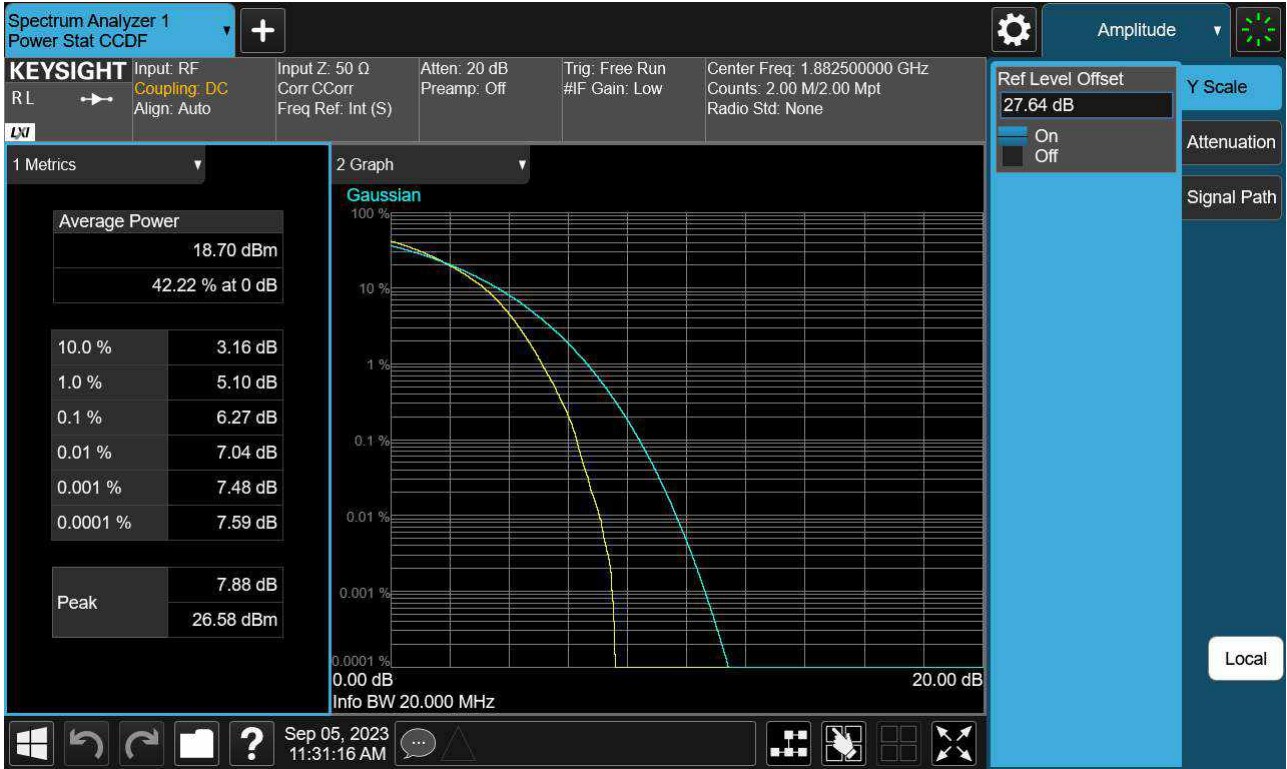 Spectrum Analyzer 1
Power Stat CCDF
+
Amplitude
KEYSIGHT
RL
LXI
Input: RF
Coupling: DC
Align: Auto
Input Z: 50 Ω
Corr CCorr
Freq Ref: Int (S)
Atten: 20 dB
Preamp: Off
Trig: Free Run
#IF Gain: Low
Center Freq: 1.882500000 GHz
Counts: 2.00 M/2.00 Mpt
Radio Std: None
Ref Level Offset
27.64 dB
On
Off
Y Scale
Attenuation
Signal Path
Local
1 Metrics
Average Power
18.70 dBm
42.22 % at 0 dB
10.0 % 3.16 dB
1.0 % 5.10 dB
0.1 % 6.27 dB
0.01 % 7.04 dB
0.001 % 7.48 dB
0.0001 % 7.59 dB
Peak
7.88 dB
26.58 dBm
2 Graph
Gaussian
100 %
10 %
1 %
0.1 %
0.01 %
0.001 %
0.0001 %
0.00 dB 20.00 dB
Info BW 20.000 MHz
?
Sep 05, 2023
11:31:16 AM